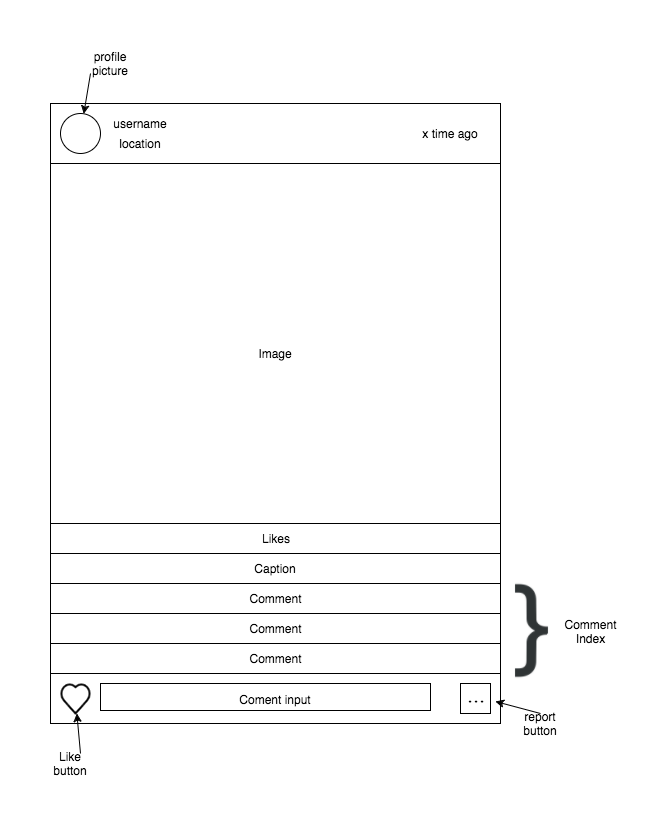 profile
picture
username
location
x time ago
Image
Likes
Caption
Comment
Comment
Comment
Comment
Index
Coment input
...
report
button
Like
button